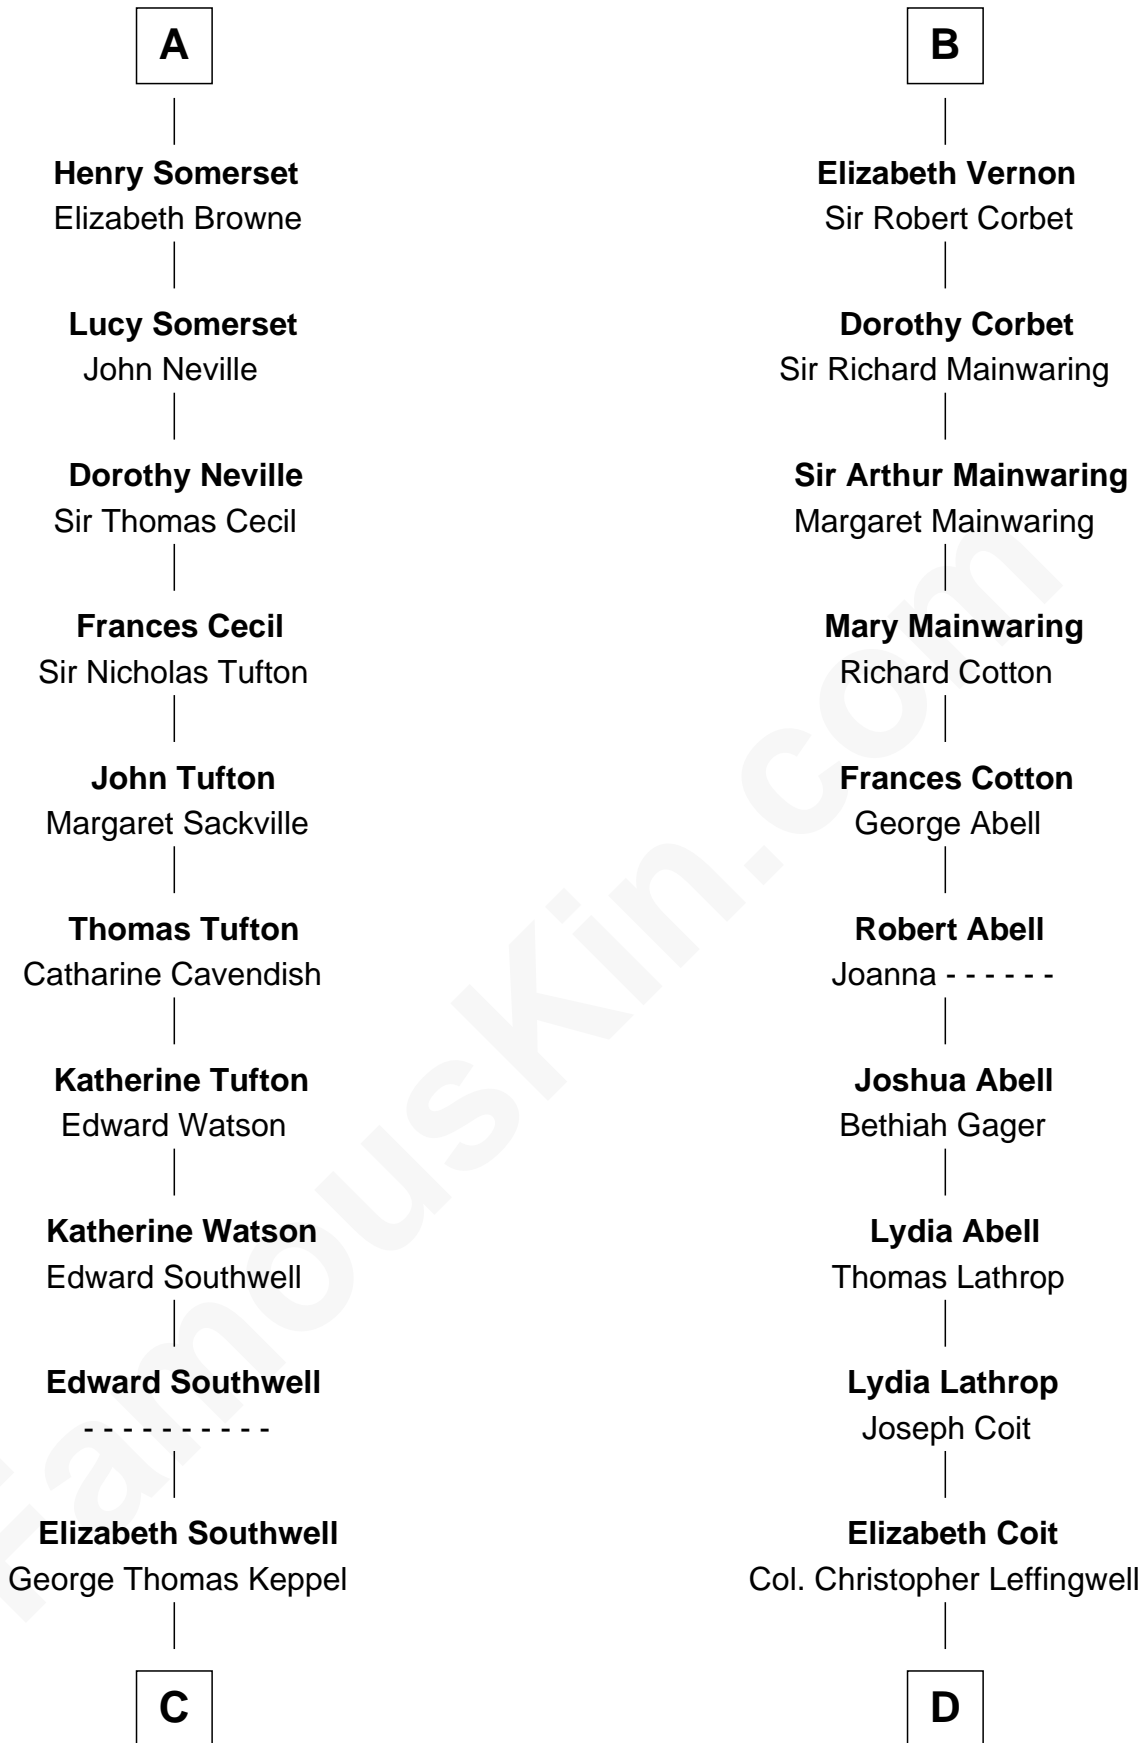 A
Henry Somerset
Elizabeth Browne
Lucy Somerset
John Neville
Dorothy Neville
Sir Thomas Cecil
Frances Cecil
Sir Nicholas Tufton
John Tufton
Margaret Sackville
Thomas Tufton
Catharine Cavendish
Katherine Tufton
Edward Watson
Katherine Watson
Edward Southwell
Edward Southwell
- - - - - - - - - -
Elizabeth Southwell
George Thomas Keppel
C
B
Elizabeth Vernon
Sir Robert Corbet
Dorothy Corbet
Sir Richard Mainwaring
Sir Arthur Mainwaring
Margaret Mainwaring
Mary Mainwaring
Richard Cotton
Frances Cotton
George Abell
Robert Abell
Joanna - - - - - -
Joshua Abell
Bethiah Gager
Lydia Abell
Thomas Lathrop
Lydia Lathrop
Joseph Coit
Elizabeth Coit
Col. Christopher Leffingwell
D
FamousKin.com